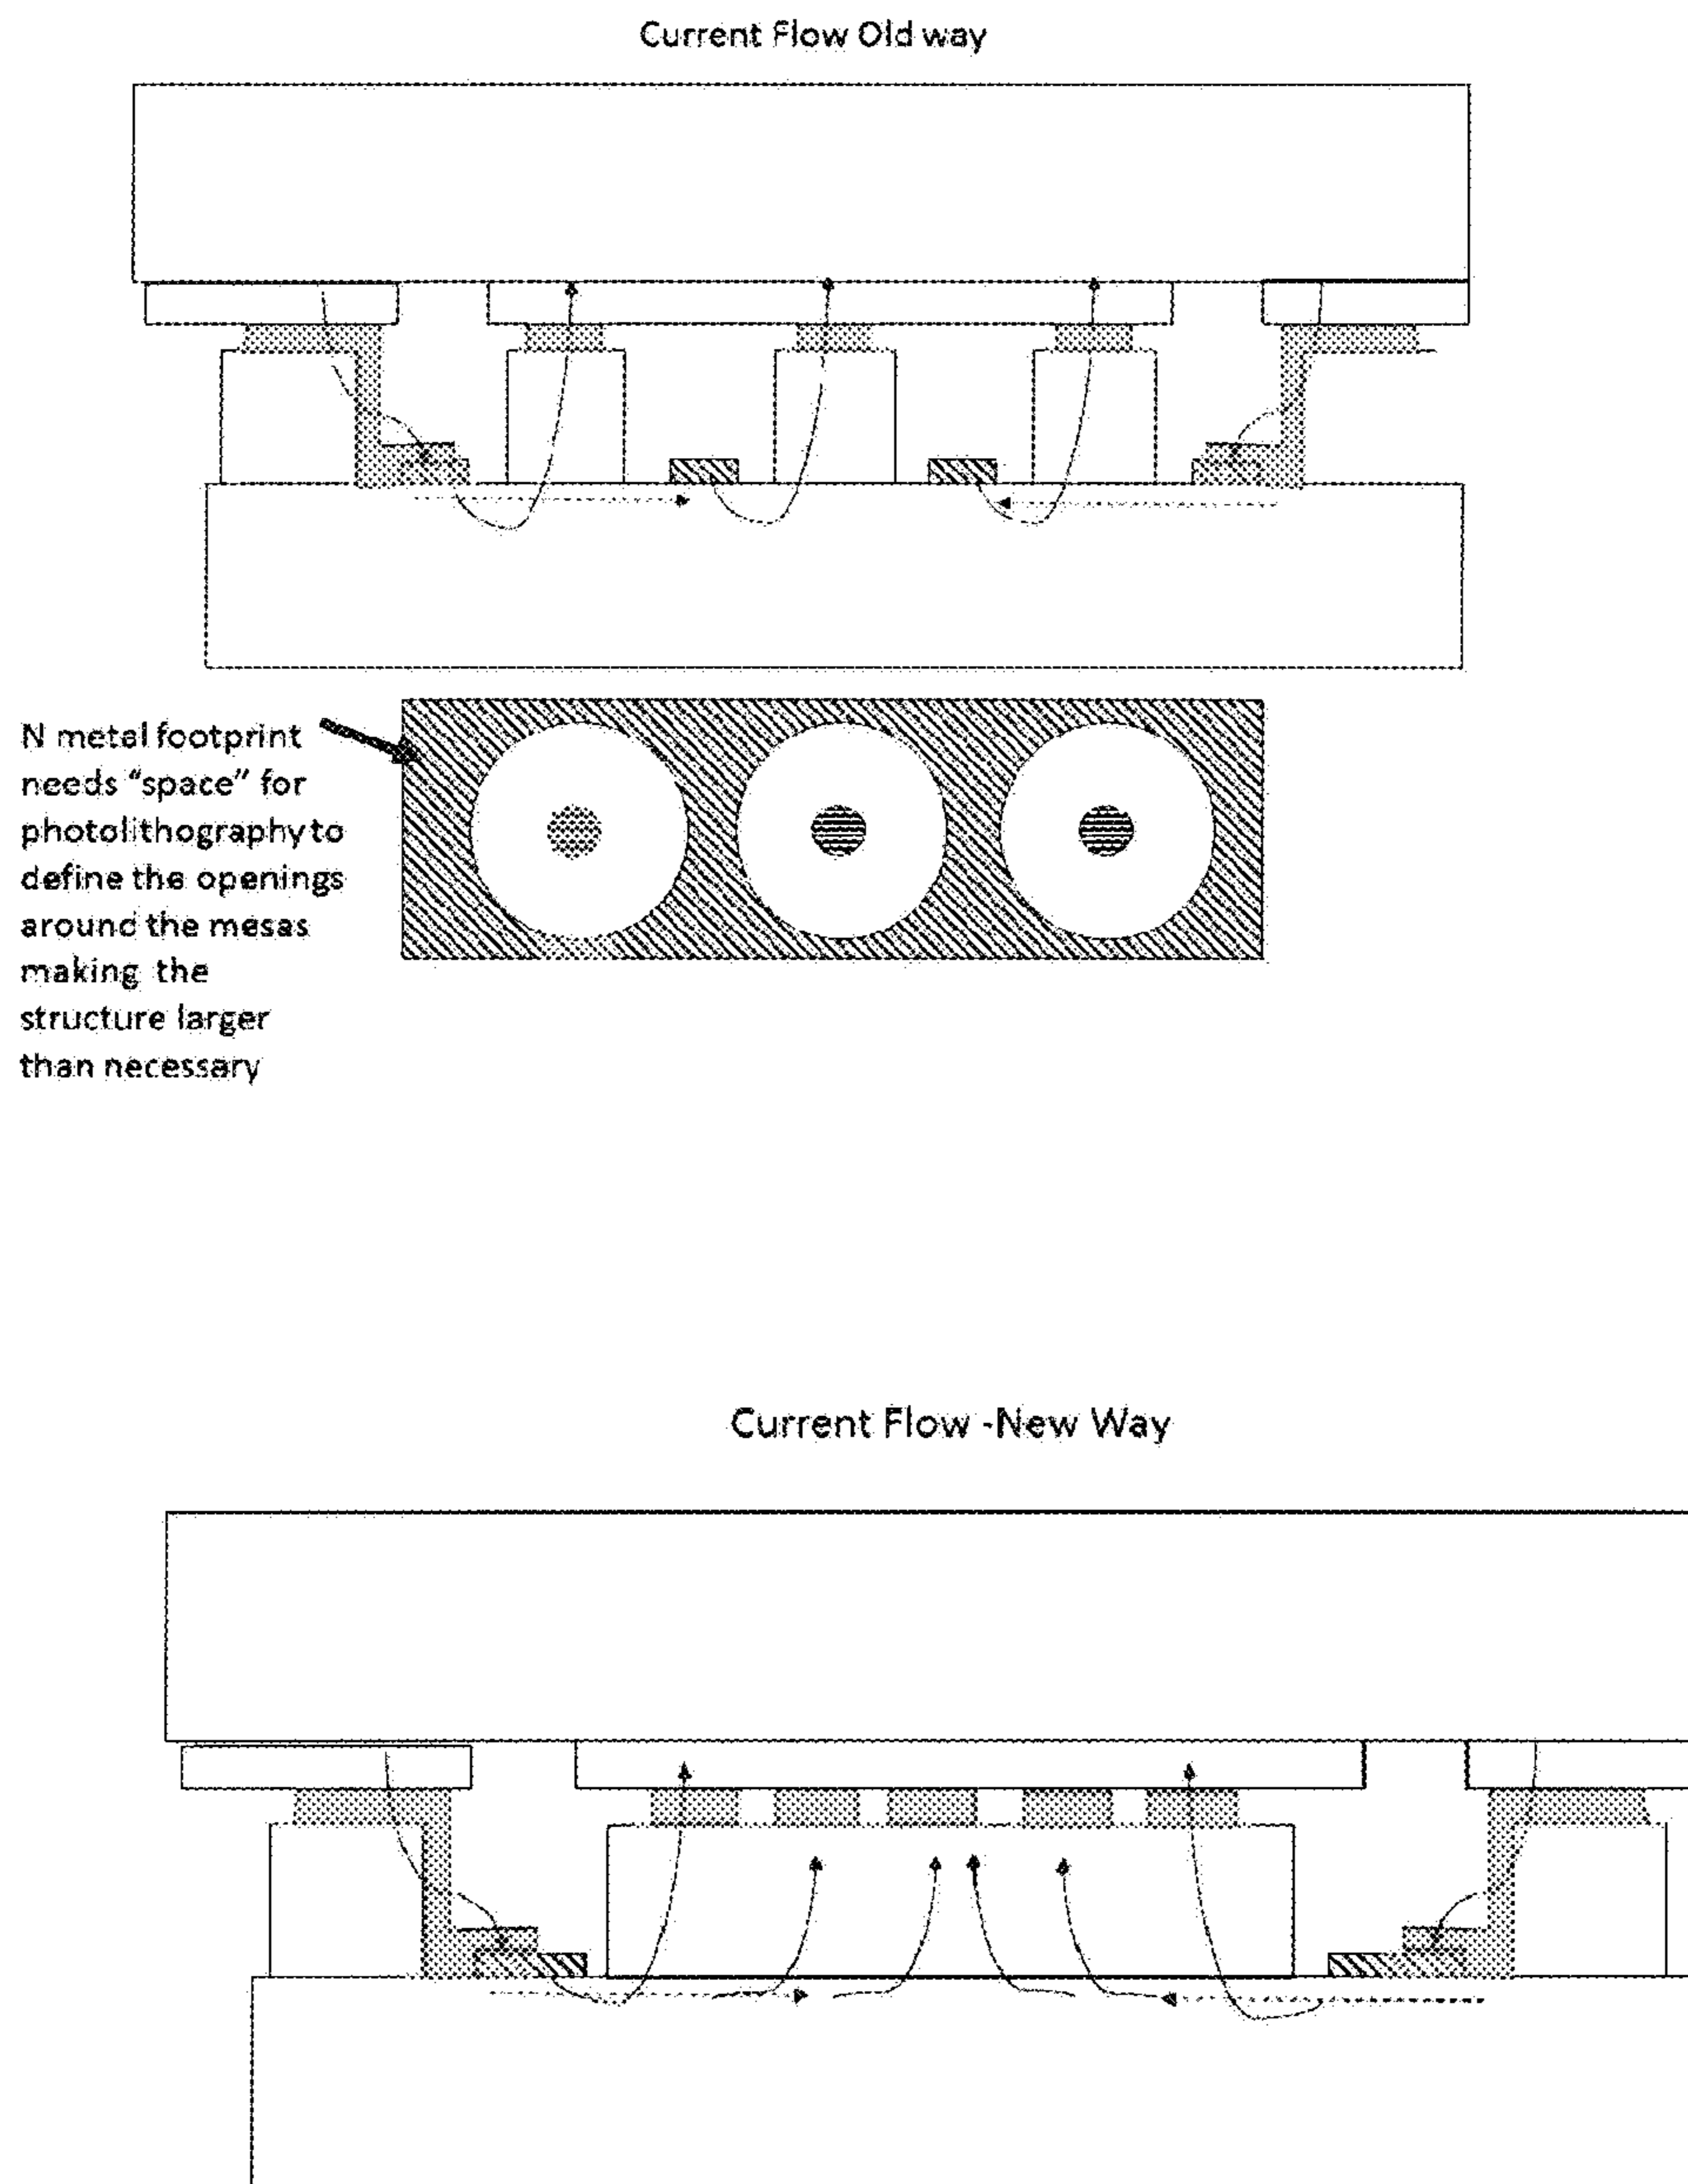 Current Flow Old way
N metal footprint
needs “space” for
photolithography to
define the openings
around the mesas
making the
structure larger
than necessary
Current Flow -New Way